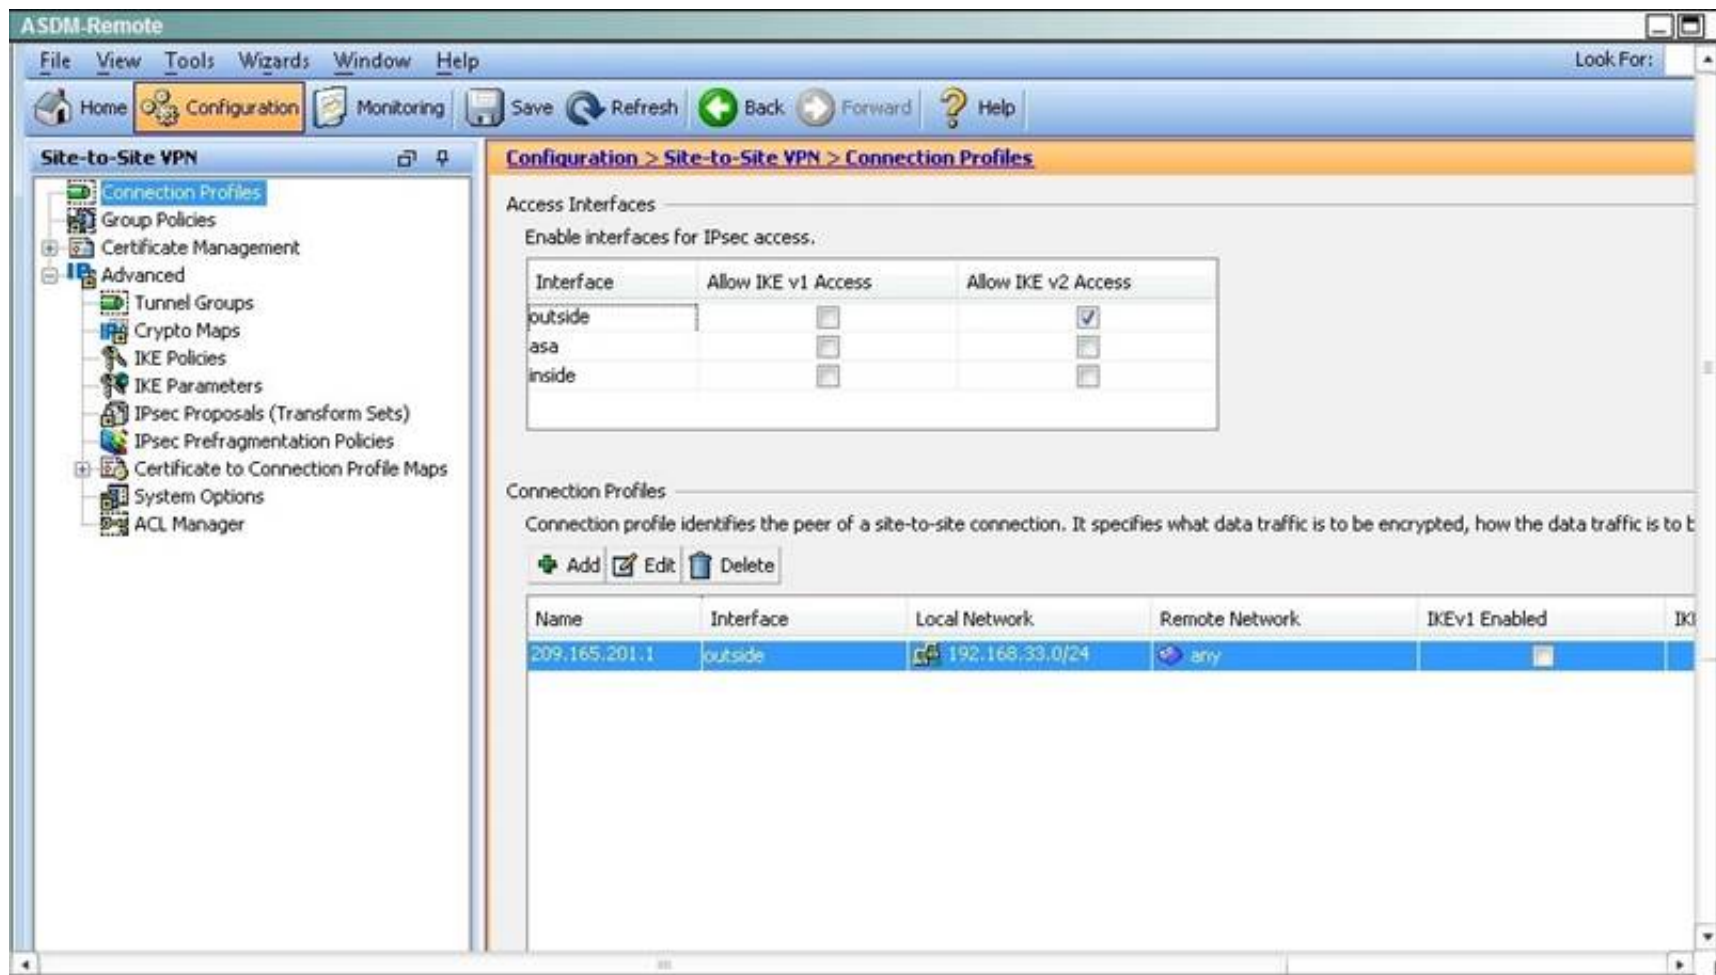 ASDM-Remote
File View Tools Wizards Window Help Look For:
Home Configuration Monitoring Save Refresh Back Forward Help
Site-to-Site VPN
Connection Profiles
Group Policies
Certificate Management
Advanced
Tunnel Groups
Crypto Maps
IKE Policies
IKE Parameters
IPsec Proposals (Transform Sets)
IPsec Prefragmentation Policies
Certificate to Connection Profile Maps
System Options
ACL Manager
Configuration > Site-to-Site VPN > Connection Profiles
Access Interfaces
Enable interfaces for IPsec access.
Interface Allow IKE v1 Access Allow IKE v2 Access
outside
asa
inside
Connection Profiles
Connection profile identifies the peer of a site-to-site connection. It specifies what data traffic is to be encrypted, how the data traffic is to
Add Edit Delete
Name Interface Local Network Remote Network IKEv1 Enabled
209.165.201.1 outside 192.168.33.0/24 any